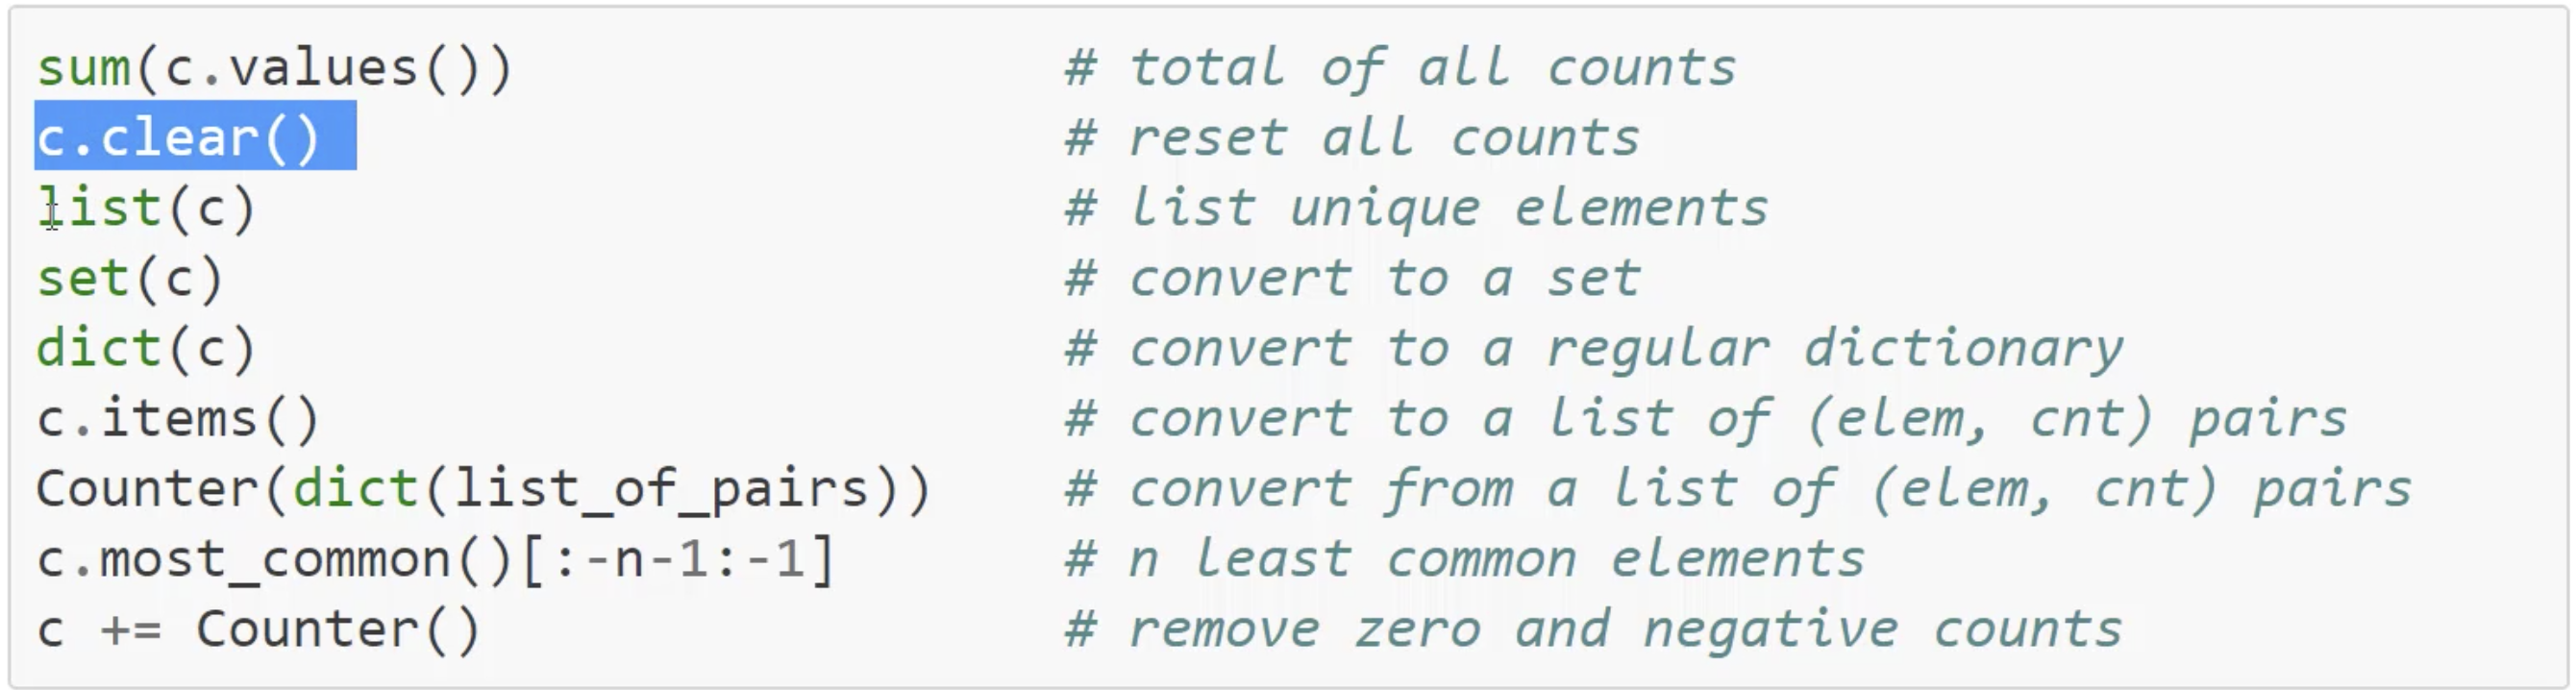 sum(c.values()) # total of all counts
c.clear() # reset all counts
list(c) # list unique elements
set(c) # convert to a set
dict(c) # convert to a regular dictionary
c.items() # convert to a list of (elem, cnt) pairs
Counter(dict(list_of_pairs)) # convert from a list of (elem, cnt) pairs
c.most_common()[:-n-1:-1] # n least common elements
c += Counter() # remove zero and negative counts